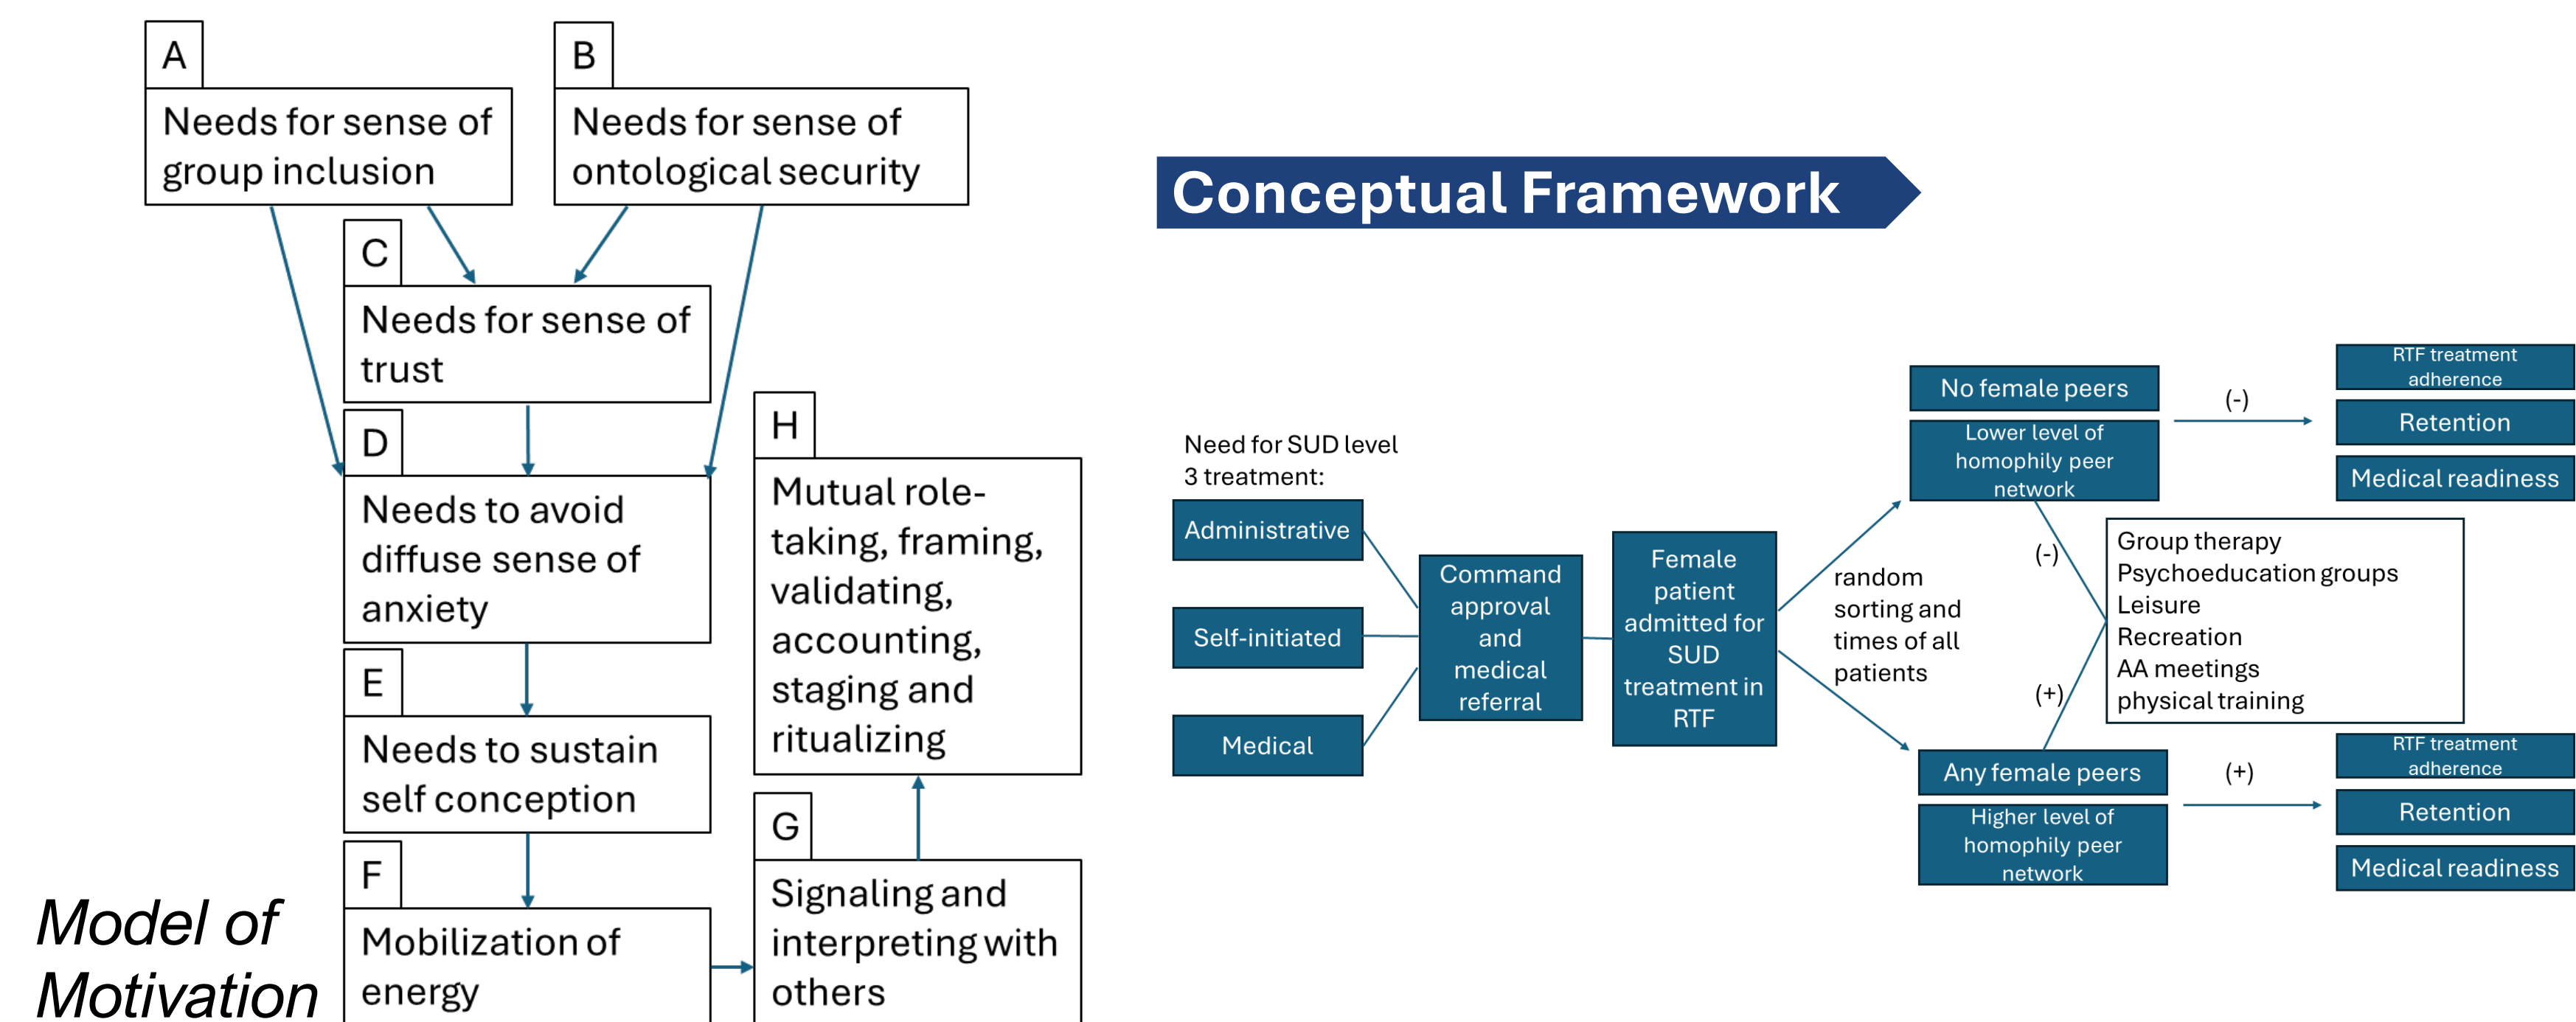 A
Needs for sense of
group inclusion
B
Needs for sense of
ontological security
C
Needs for sense of
trust
D
Needs to avoid
diffuse sense of
anxiety
E
Needs to sustain
self conception
F
Mobilization of
energy
G
Signaling and
interpreting with
others
H
Mutual role-
taking, framing,
validating,
accounting,
staging and
ritualizing
Model of
Motivation
Conceptual Framework
Need for SUD level
3 treatment:
Administrative
Self-initiated
Medical
Command
approval
and
medical
referral
Female
patient
admitted for
SUD
treatment in
RTF
random
sorting and
times of all
patients
No female peers
Lower level of
homophily peer
network
(-)
RTF treatment
adherence
Retention
Medical readiness
(-)
Group therapy
Psychoeducation groups
Leisure
Recreation
AA meetings
physical training
(+)
Any female peers
Higher level of
homophily peer
network
(+)
RTF treatment
adherence
Retention
Medical readiness